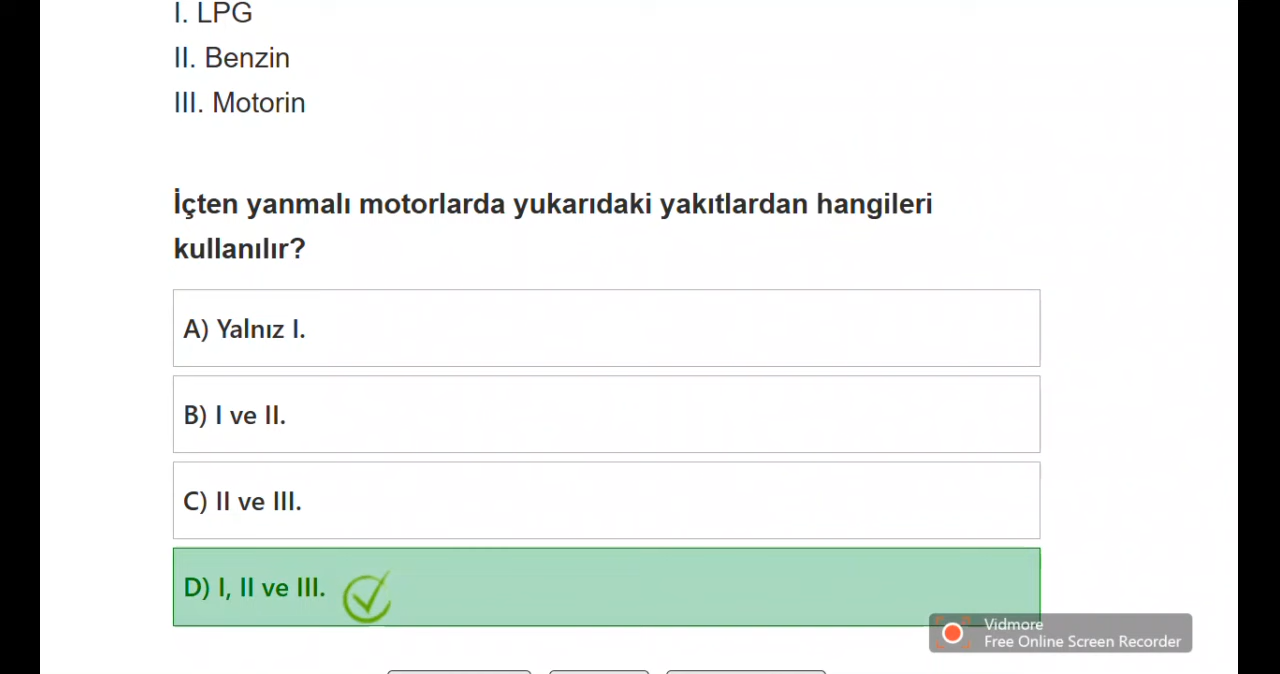 I. LPG
II. Benzin
III. Motorin
İçten yanmalı motorlarda yukarıdaki yakıtlardan hangileri
kullanılır?
A) Yalnız I.
B) I ve II.
C) II ve III.
D) I, II ve III.
Vidmore
Free Online Screen Recorder